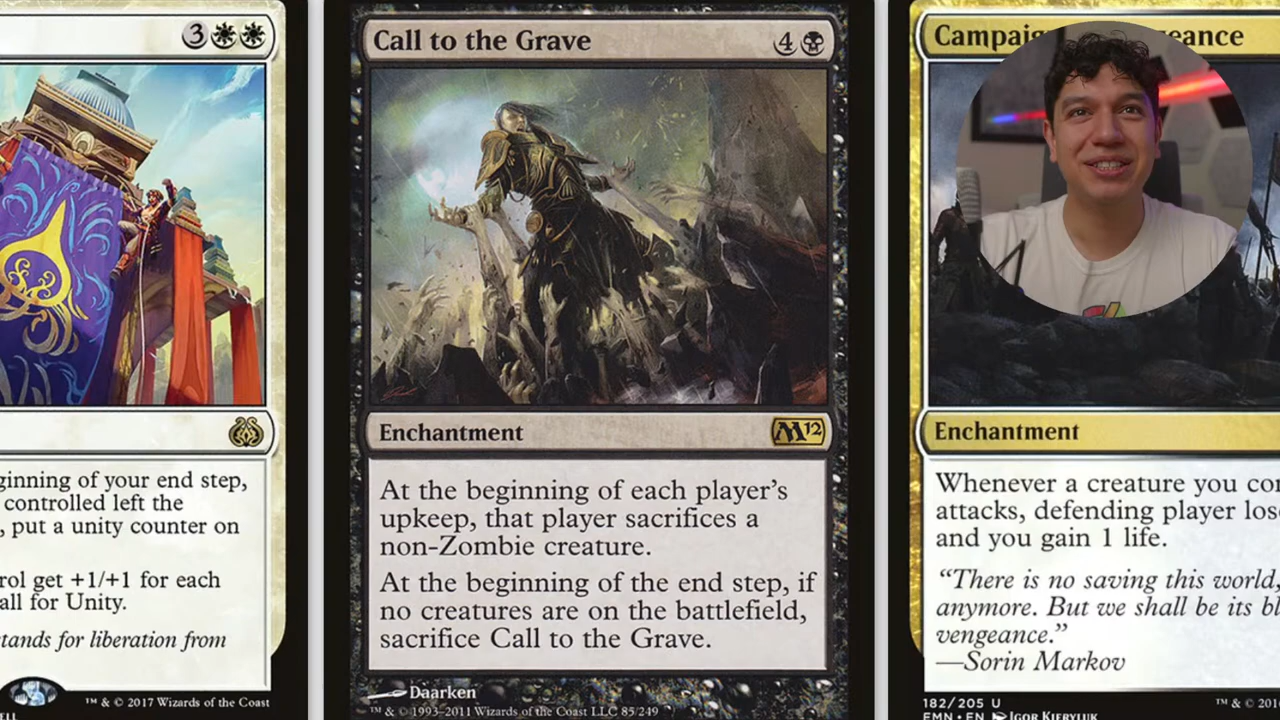 3
ginning of your end step,
controlled left the
, put a unity counter on
rol get +1/+1 for each
all for Unity.
tands for liberation from
™ & © 2017 Wizards of the Coast
ELL
Call to the Grave
4
Enchantment
M12
At the beginning of each player's
upkeep, that player sacrifices a
non-Zombie creature.
At the beginning of the end step, if
no creatures are on the battlefield,
sacrifice Call to the Grave.
Daarken
™ & © 1993–2011 Wizards of the Coast LLC 85/249
Campaig eance
Enchantment
Whenever a creature you con
attacks, defending player lose
and you gain 1 life.
“There is no saving this world
anymore. But we shall be its bl
vengeance.”
—Sorin Markov
182/205 U
™ & © 201
EMN • EN Igor Kieryluk